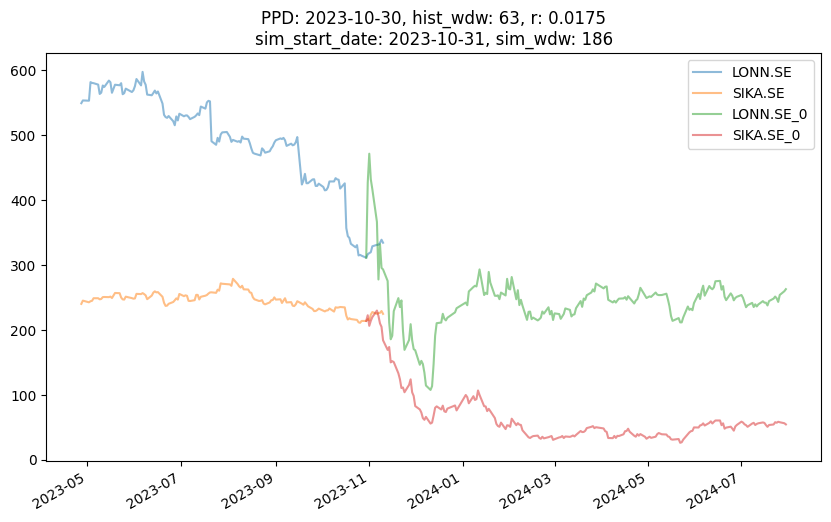 PPD: 2023-10-30, hist_wdw: 63, r: 0.0175
sim_start_date: 2023-10-31, sim_wdw: 186
LONN.SE
SIKA.SE
LONN.SE_0
SIKA.SE_0
600
500
400
300
200
100
0
2023-05
2023-07
2023-09
2023-11
2024-01
2024-03
2024-05
2024-07